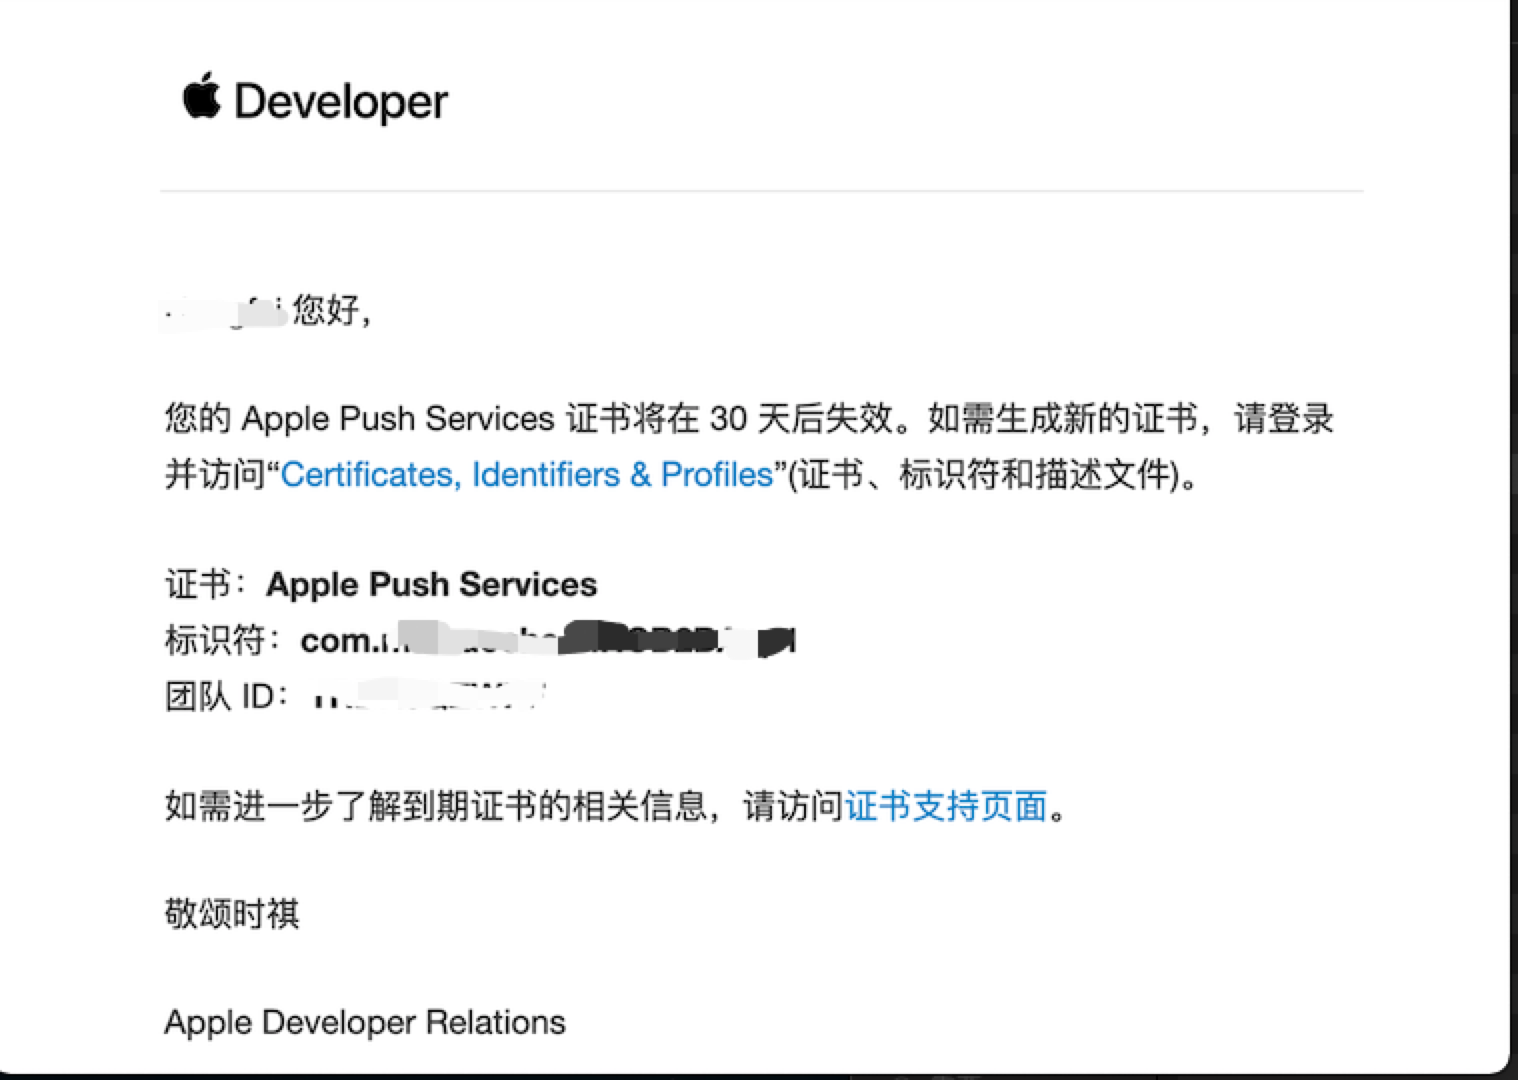 Developer
您好,
您的 Apple Push Services 证书将在 30 天后失效。如需生成新的证书，请登录
并访问“Certificates, Identifiers & Profiles”(证书、标识符和描述文件)。
证书：Apple Push Services
标识符：com.
团队 ID：
如需进一步了解到期证书的相关信息，请访问证书支持页面。
敬颂时祺
Apple Developer Relations